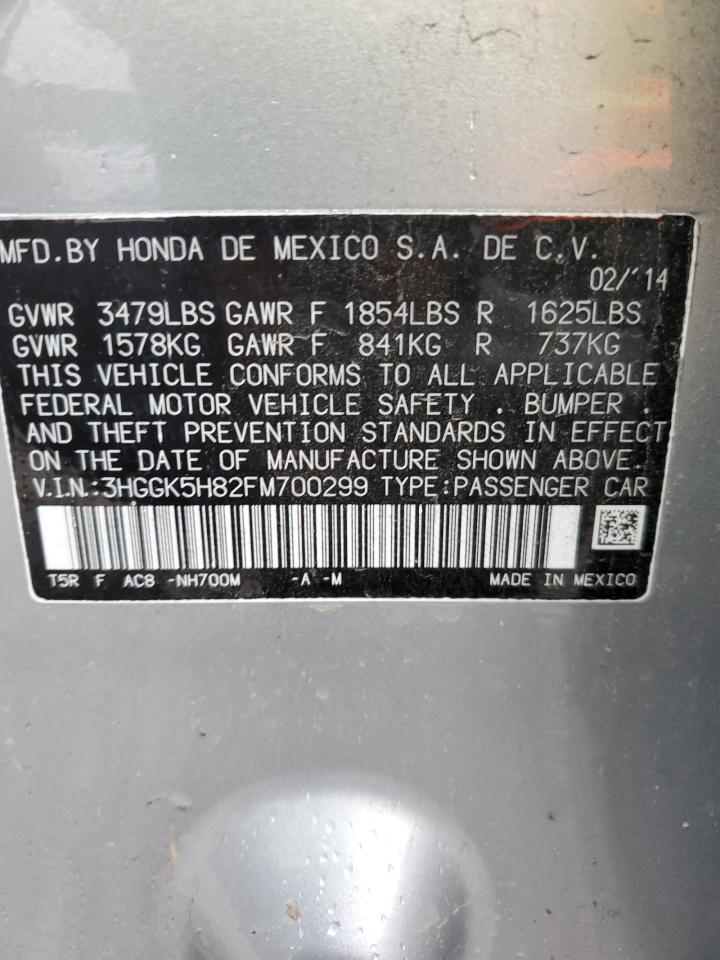 MFD.BY HONDA DE MEXICO S.A. DE C.V.
02/'14
GVWR 3479LBS GAWR F 1854LBS R 1625LBS
GVWR 1578KG GAWR F 841KG R 737KG
THIS VEHICLE CONFORMS TO ALL APPLICABLE
FEDERAL MOTOR VEHICLE SAFETY , BUMPER ,
AND THEFT PREVENTION STANDARDS IN EFFECT
ON THE DATE OF MANUFACTURE SHOWN ABOVE.
V.I.N.:3HGGK5H82FM700299 TYPE:PASSENGER CAR
T5R F AC8 -NH700M -A -M MADE IN MEXICO